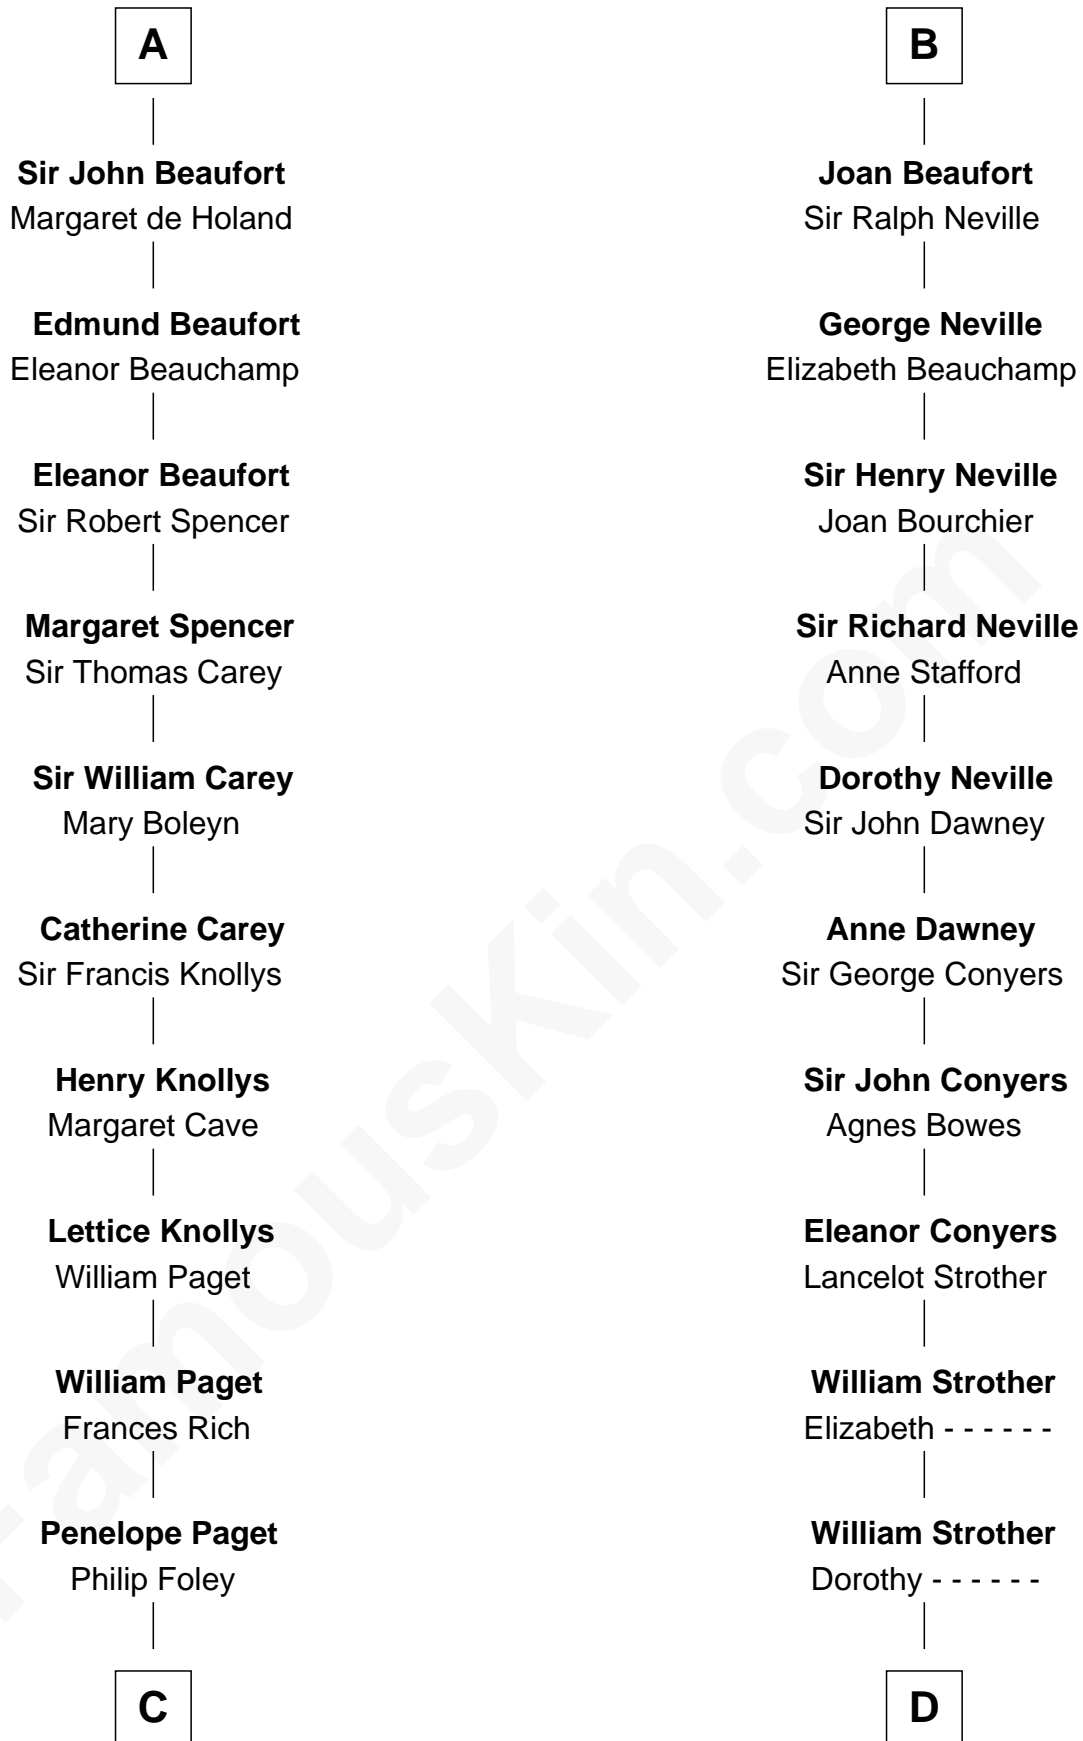 A
Sir John Beaufort
Margaret de Holand
Edmund Beaufort
Eleanor Beauchamp
Eleanor Beaufort
Sir Robert Spencer
Margaret Spencer
Sir Thomas Carey
Sir William Carey
Mary Boleyn
Catherine Carey
Sir Francis Knollys
Henry Knollys
Margaret Cave
Lettice Knollys
William Paget
William Paget
Frances Rich
Penelope Paget
Philip Foley
C
B
Joan Beaufort
Sir Ralph Neville
George Neville
Elizabeth Beauchamp
Sir Henry Neville
Joan Bourchier
Sir Richard Neville
Anne Stafford
Dorothy Neville
Sir John Dawney
Anne Dawney
Sir George Conyers
Sir John Conyers
Agnes Bowes
Eleanor Conyers
Lancelot Strother
William Strother
Elizabeth - - - - - -
William Strother
Dorothy - - - - - -
D
FamousKin.com